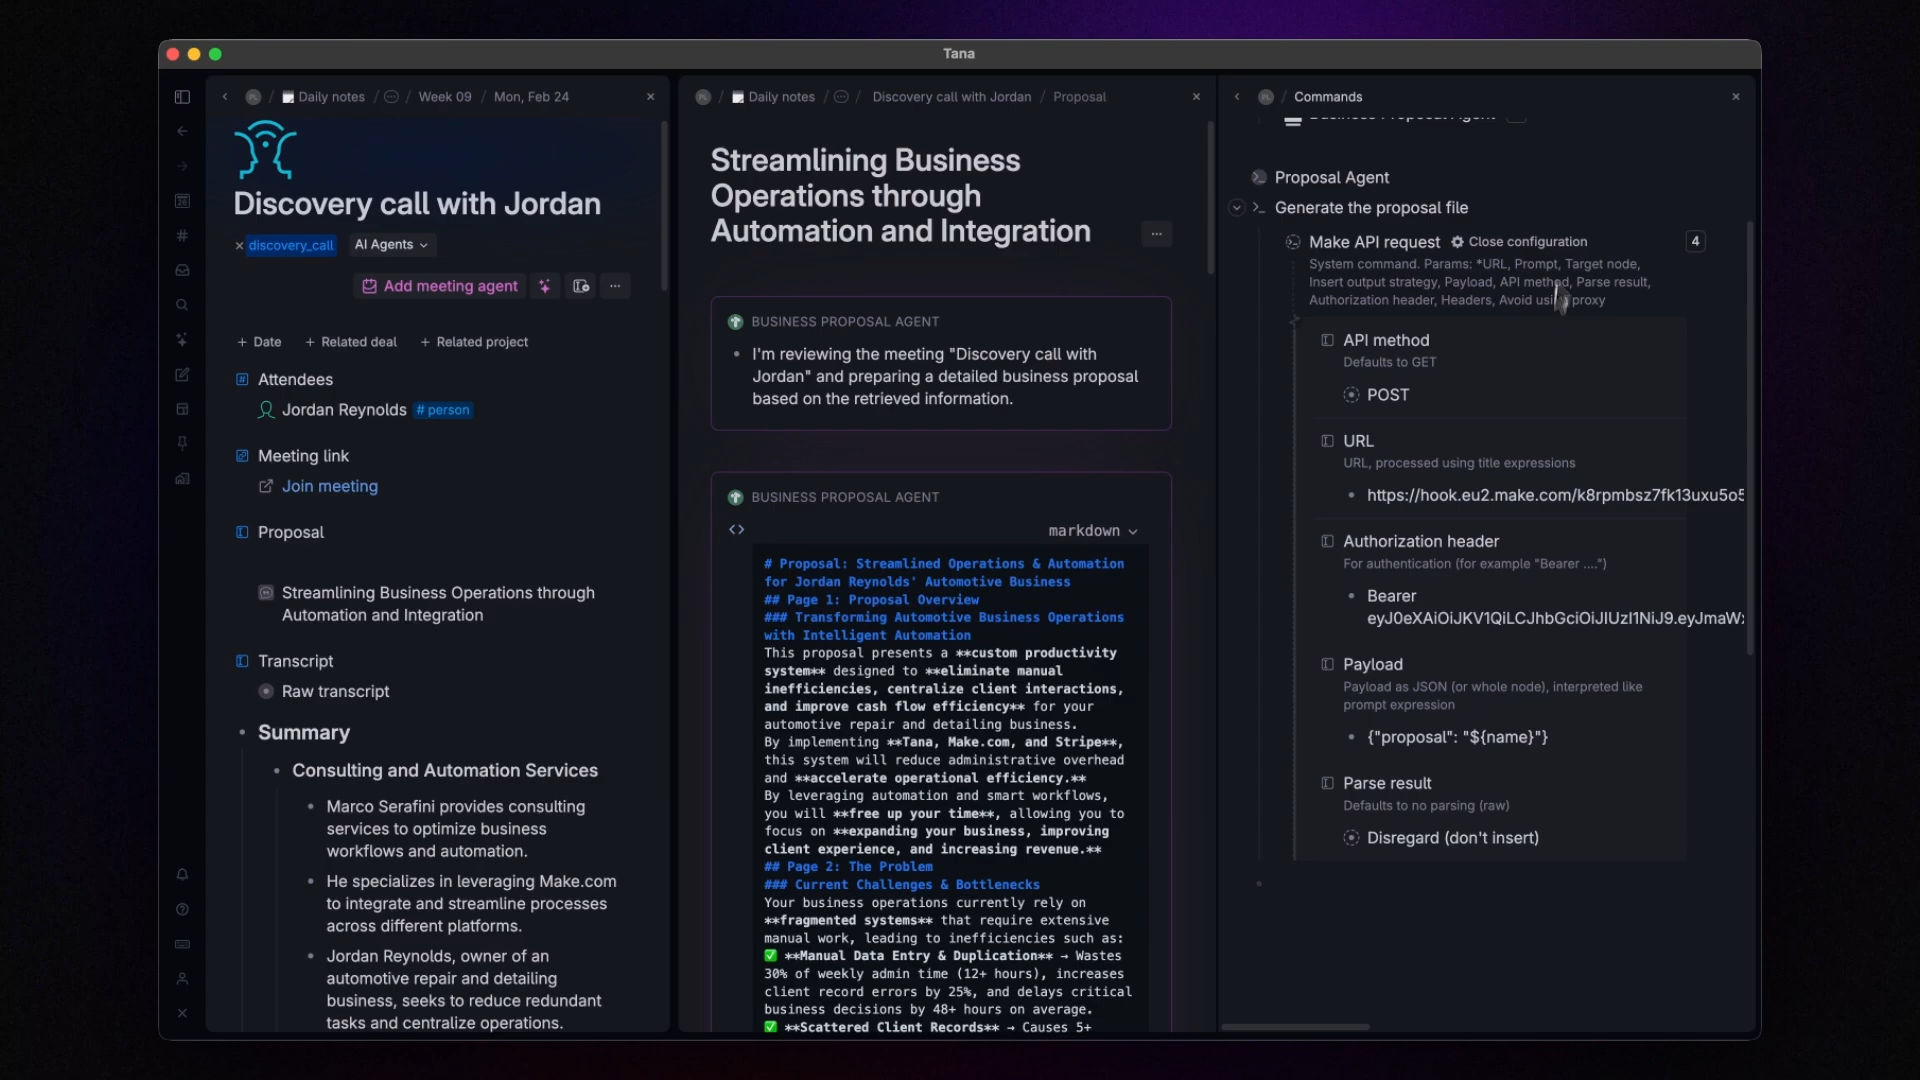 Tana
Daily notes / Week 09 / Mon, Feb 24
Discovery call with Jordan
discovery_call
AI Agents
Add meeting agent
+ Date + Related deal + Related project
Attendees
Jordan Reynolds # person
Meeting link
Join meeting
Proposal
Streamlining Business Operations through
Automation and Integration
Transcript
Raw transcript
Summary
Consulting and Automation Services
Marco Serafini provides consulting
services to optimize business
workflows and automation.
He specializes in leveraging Make.com
to integrate and streamline processes
across different platforms.
Jordan Reynolds, owner of an
automotive repair and detailing
business, seeks to reduce redundant
tasks and centralize operations.
Daily notes / Discovery call with Jordan / Proposal
Streamlining Business
Operations through
Automation and Integration
BUSINESS PROPOSAL AGENT
I'm reviewing the meeting "Discovery call with
Jordan" and preparing a detailed business proposal
based on the retrieved information.
BUSINESS PROPOSAL AGENT
markdown
# Proposal: Streamlined Operations & Automation
for Jordan Reynolds' Automotive Business
## Page 1: Proposal Overview
### Transforming Automotive Business Operations
with Intelligent Automation
This proposal presents a **custom productivity
system** designed to **eliminate manual
inefficiencies, centralize client interactions,
and improve cash flow efficiency** for your
automotive repair and detailing business.
By implementing **Tana, Make.com, and Stripe**,
this system will reduce administrative overhead
and **accelerate operational efficiency.**
By leveraging automation and smart workflows,
you will **free up your time**, allowing you to
focus on **expanding your business, improving
client experience, and increasing revenue.**
## Page 2: The Problem
### Current Challenges & Bottlenecks
Your business operations currently rely on
**fragmented systems** that require extensive
manual work, leading to inefficiencies such as:
✅ **Manual Data Entry & Duplication** → Wastes
30% of weekly admin time (12+ hours), increases
client record errors by 25%, and delays critical
business decisions by 48+ hours on average.
✅ **Scattered Client Records** → Causes 5+
/ Commands
Business Proposal Agent
Proposal Agent
Generate the proposal file
Make API request Close configuration 4
System command. Params: *URL, Prompt, Target node,
Insert output strategy, Payload, API method, Parse result,
Authorization header, Headers, Avoid using proxy
API method
Defaults to GET
POST
URL
URL, processed using title expressions
https://hook.eu2.make.com/k8rpmbsz7fk13uxu5o5
Authorization header
For authentication (for example "Bearer ....")
Bearer
eyJ0eXAiOiJKV1QiLCJhbGciOiJIUzI1NiJ9.eyJmaW
Payload
Payload as JSON (or whole node), interpreted like
prompt expression
{"proposal": "${name}"}
Parse result
Defaults to no parsing (raw)
Disregard (don't insert)